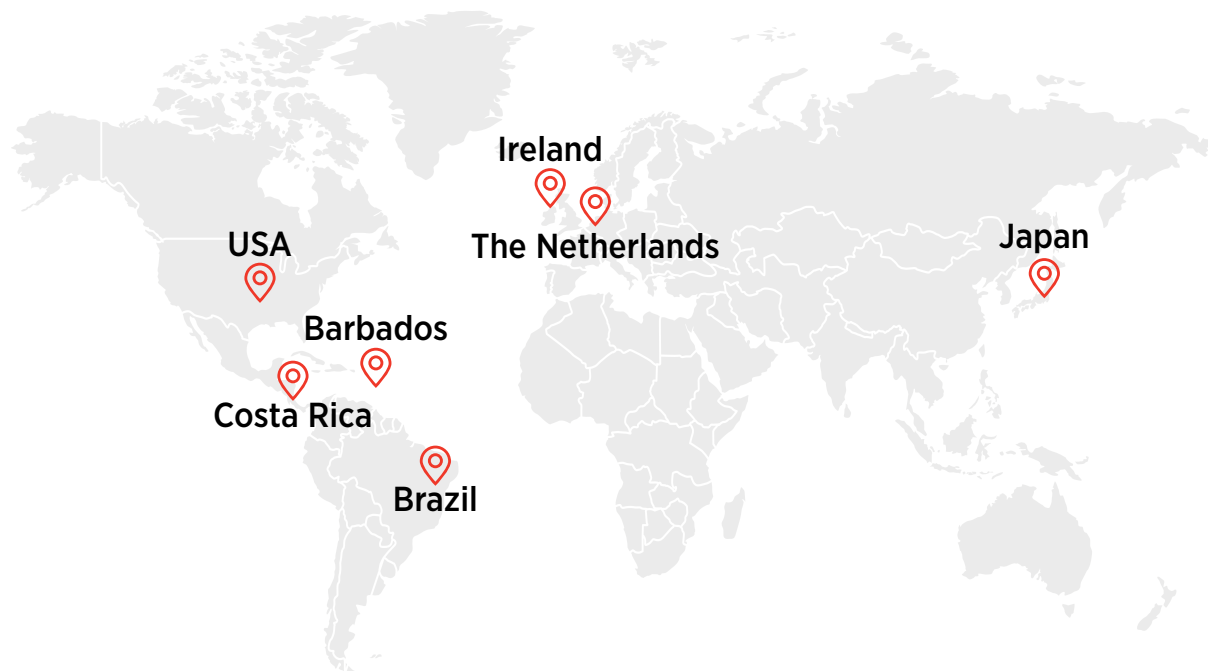 Ireland
USA
The Netherlands
Japan
Barbados
Costa Rica
Brazil